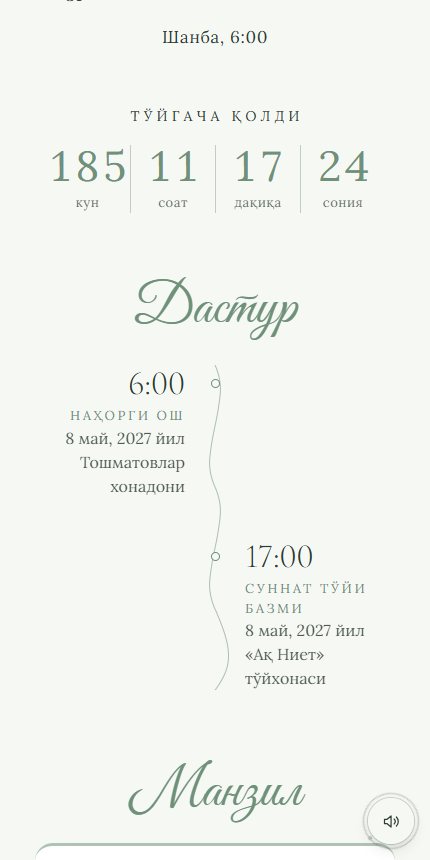 Шанба, 6:00
ТЎЙГАЧА ҚОЛДИ
185 11 17 24
кун соат дақиқа сония
Дастур
6:00
НАҲОРГИ ОШ
8 май, 2027 йил
Тошматовлар
хонадони
17:00
СУННАТ ТЎЙИ
БАЗМИ
8 май, 2027 йил
«Ақ Ниет»
тўйхонаси
Манзил